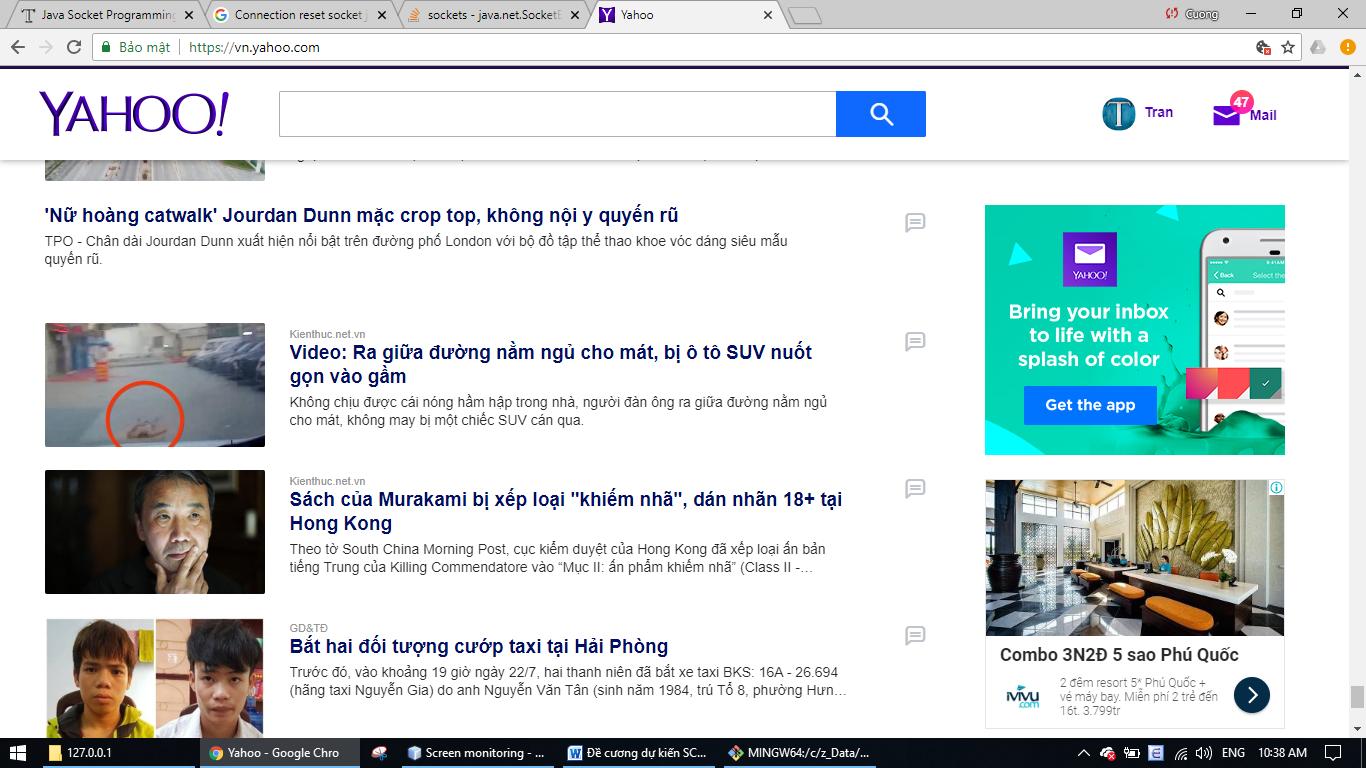 Java Socket Programming
Connection reset socket j
sockets - java.net.SocketE
Yahoo
Cuong
Bảo mật
https://vn.yahoo.com
YAHOO!
Tran
47
Mail
'Nữ hoàng catwalk' Jourdan Dunn mặc crop top, không nội y quyến rũ
TPO - Chân dài Jourdan Dunn xuất hiện nổi bật trên đường phố London với bộ đồ tập thể thao khoe vóc dáng siêu mẫu
quyến rũ.
Kienthuc.net.vn
Video: Ra giữa đường nằm ngủ cho mát, bị ô tô SUV nuốt
gọn vào gầm
Không chịu được cái nóng hầm hập trong nhà, người đàn ông ra giữa đường nằm ngủ
cho mát, không may bị một chiếc SUV cán qua.
Kienthuc.net.vn
Sách của Murakami bị xếp loại "khiếm nhã", dán nhãn 18+ tại
Hong Kong
Theo tờ South China Morning Post, cục kiểm duyệt của Hong Kong đã xếp loại ấn bản
tiếng Trung của Killing Commendatore vào “Mục II: ấn phẩm khiếm nhã” (Class II -...
GD&TĐ
Bắt hai đối tượng cướp taxi tại Hải Phòng
Trước đó, vào khoảng 19 giờ ngày 22/7, hai thanh niên đã bắt xe taxi BKS: 16A - 26.694
(hãng taxi Nguyễn Gia) do anh Nguyễn Văn Tân (sinh năm 1984, trú Tổ 8, phường Hưn...
YAHOO!
Bring your inbox
to life with a
splash of color
Get the app
9:41AM
Back
Select the
Combo 3N2Đ 5 sao Phú Quốc
iVIVU
.com
2 đêm resort 5* Phú Quốc +
vé máy bay. Miễn phí 2 trẻ đến
16t. 3.799tr
127.0.0.1
Yahoo - Google Chro
Screen monitoring - ...
Đề cương dự kiến SC...
MINGW64:/c/z_Data/...
ENG
10:38 AM